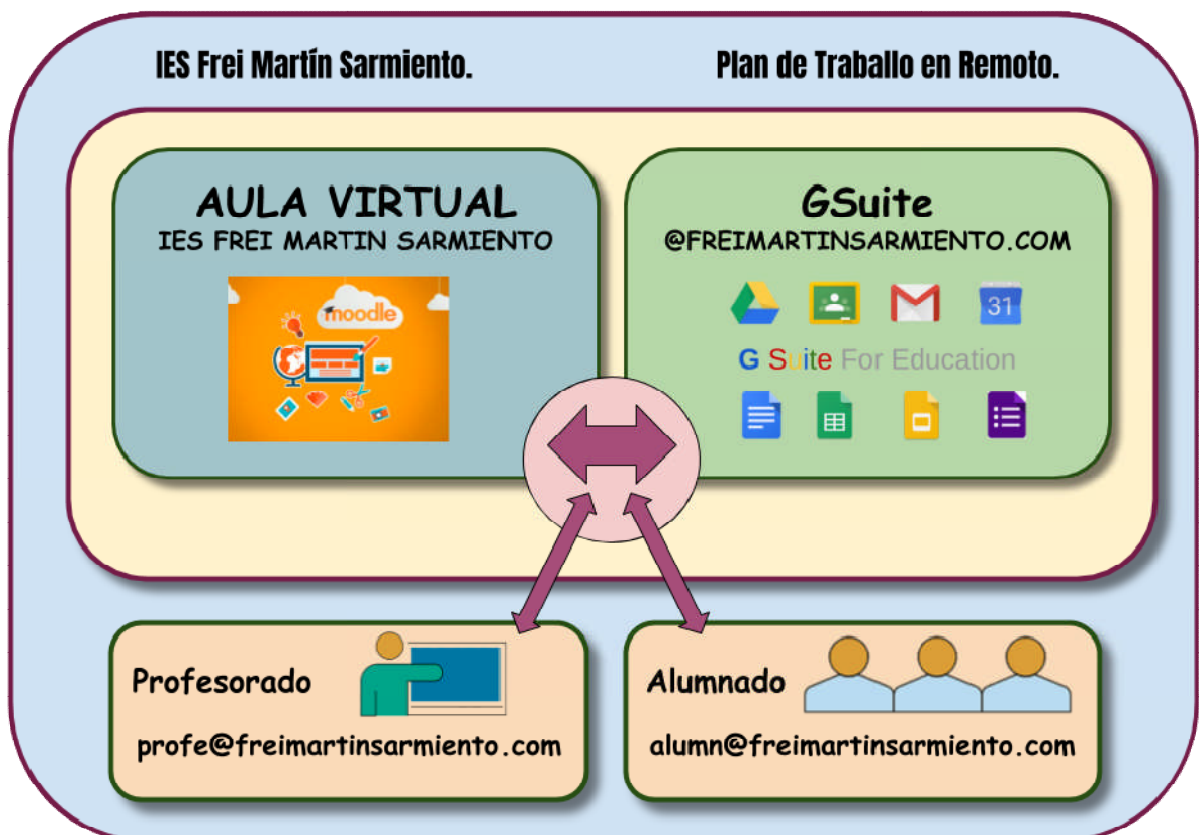 IES Frei Martín Sarmiento.
Plan de Traballo en Remoto.
AULA VIRTUAL
IES FREI MARTIN SARMIENTO
moodle
GSuite
@FREIMARTINSARMIENTO.COM
31
G Suite For Education
Profesorado
profe@freimartinsarmiento.com
Alumnado
alumn@freimartinsarmiento.com